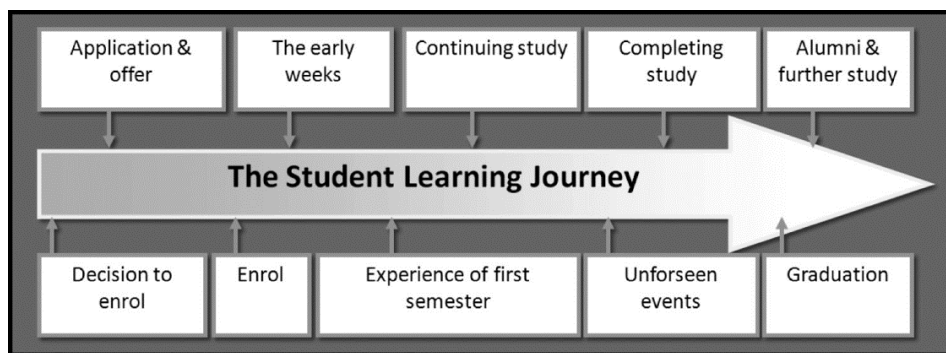 Application &
offer
The early
weeks
Continuing study
Completing
study
Alumni &
further study
The Student Learning Journey
Decision to
enrol
Enrol
Experience of first
semester
Unforseen
events
Graduation